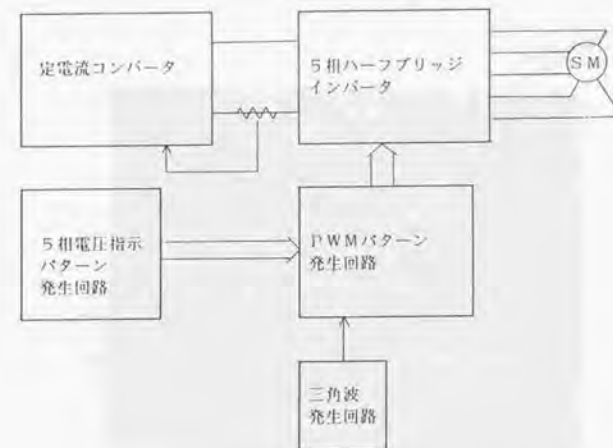 定電流コンバータ
5相ハーフブリッジ
インバータ
SM
5相電圧指示
パターン
発生回路
PWMパターン
発生回路
三角波
発生回路